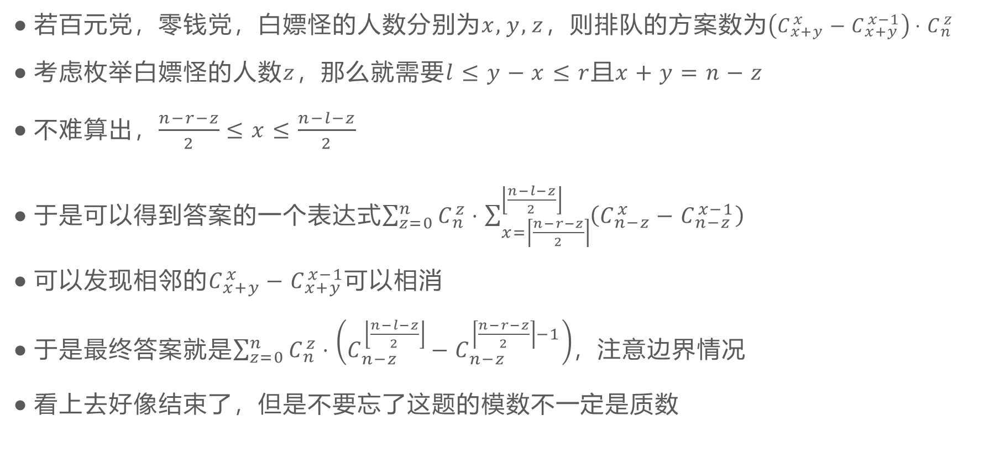 ● 若百元党，零钱党，白嫖怪的人数分别为$x, y, z$，则排队的方案数为$(C_{x+y}^{x} - C_{x+y}^{x-1}) \cdot C_n^z$
● 考虑枚举白嫖怪的人数$z$，那么就需要$l \leq y - x \leq r$且$x + y = n - z$
● 不难算出，$\frac{n-r-z}{2} \leq x \leq \frac{n-l-z}{2}$
● 于是可以得到答案的一个表达式$\sum_{z=0}^{n} C_n^z \cdot \sum_{x=\left\lceil\frac{n-r-z}{2}\right\rceil}^{\left\lfloor\frac{n-l-z}{2}\right\rfloor} (C_{n-z}^{x} - C_{n-z}^{x-1})$
● 可以发现相邻的$C_{x+y}^{x} - C_{x+y}^{x-1}$可以相消
● 于是最终答案就是$\sum_{z=0}^{n} C_n^z \cdot \left(C_{n-z}^{\left\lfloor\frac{n-l-z}{2}\right\rfloor} - C_{n-z}^{\left\lceil\frac{n-r-z}{2}\right\rceil-1}\right)$，注意边界情况
● 看上去好像结束了，但是不要忘了这题的模数不一定是质数